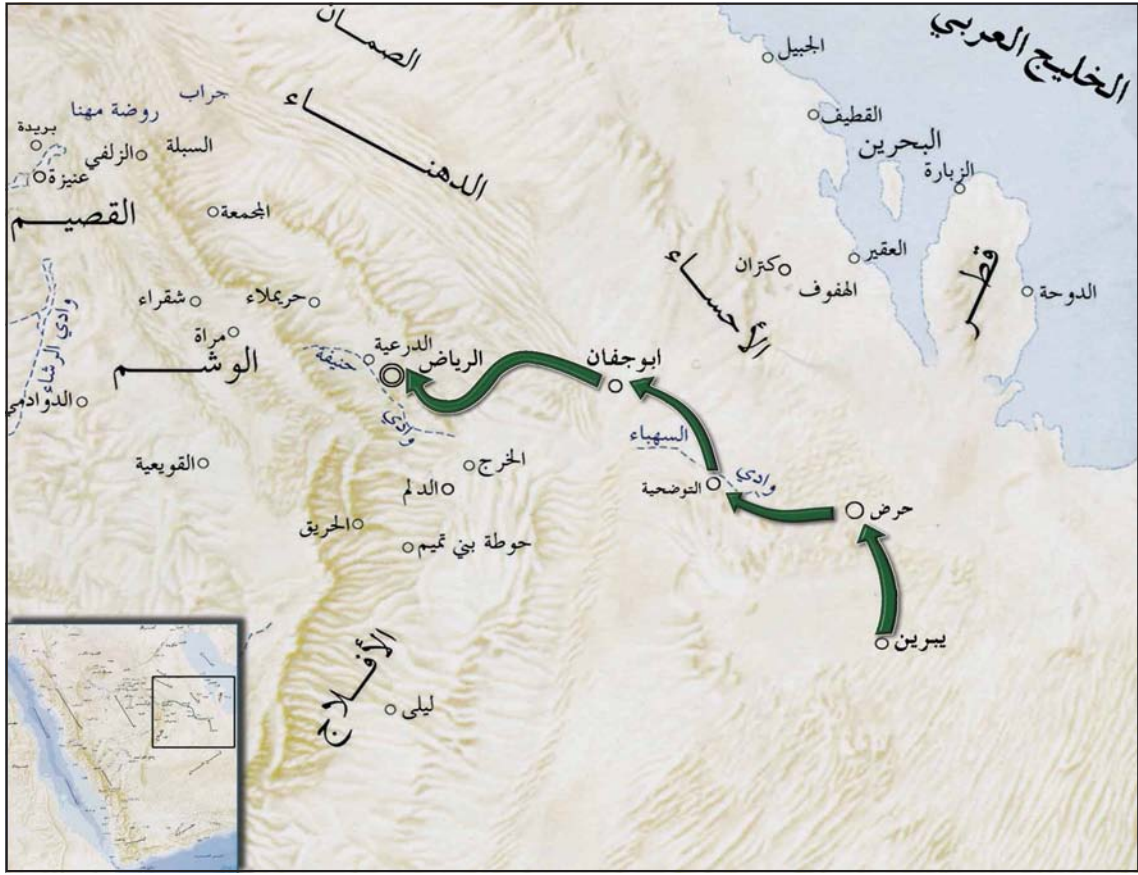 الخليج العربي
الصمان
الجبيل
جراب
روضة مهنا
الدهناء
القطيف
بريدة
السبلة
الزلفي
البحرين
الزبارة
عنيزة
القصيم
المجمعة
قطر
العقير
كنزان
الهفوف
الأحساء
الدوحة
شقراء
حريملاء
وادي الرشاء
مراة
الدرعية
الرياض
ابوجفان
الوشم
حنيفة
وادي
الدوادمي
السهباء
القويعية
الخرج
الدلم
التوضحية
وادي
حرض
الحريق
حوطة بني تميم
يبرين
الأفلاج
ليلى